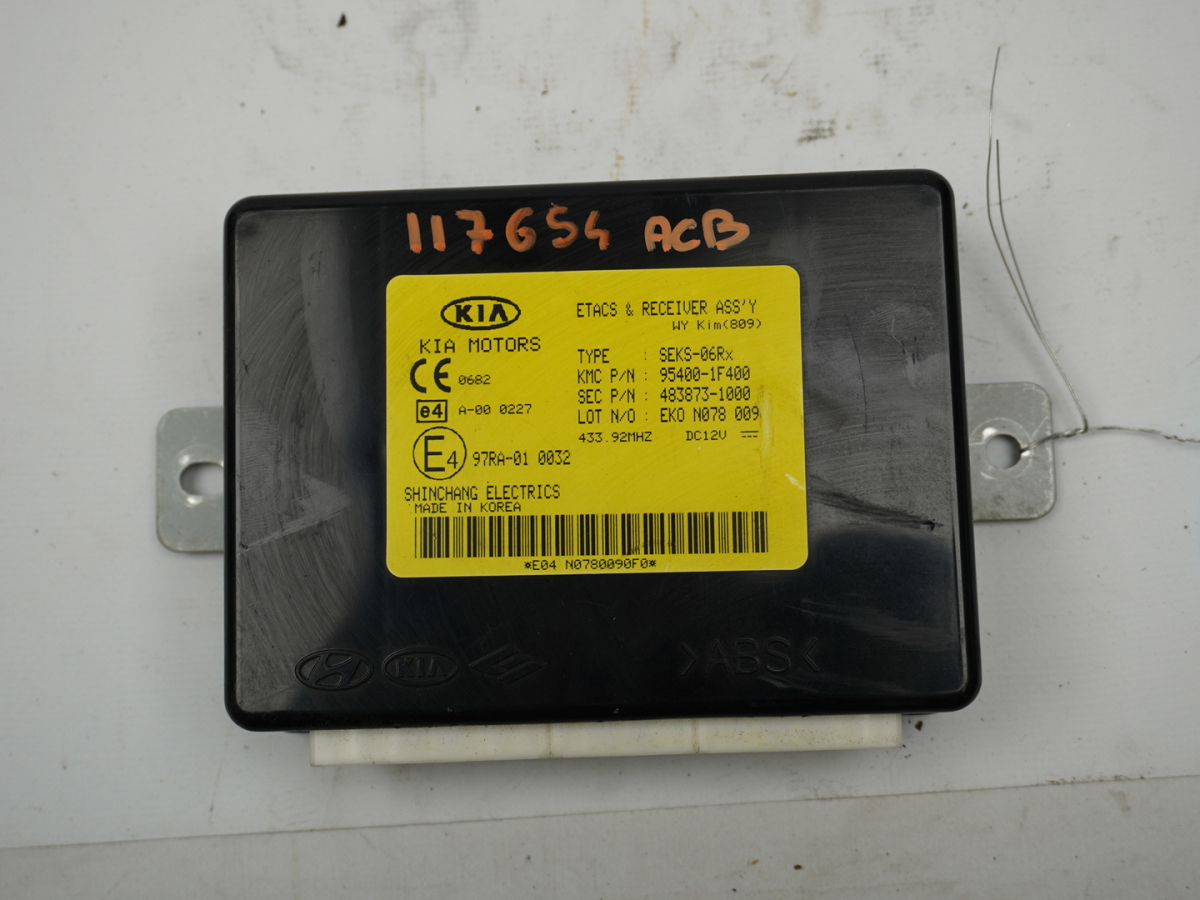 117654 ACB
KIA
KIA MOTORS
ETACS & RECEIVER ASS'Y
WY Kim(809)
CE 0682
TYPE : SEKS-06Rx
KMC P/N : 95400-1F400
e4 A-00 0227
SEC P/N : 483873-1000
LOT N/O : EKO N078 009
433.92MHZ DC12V
E4 97RA-01 0032
SHINCHANG ELECTRICS
MADE IN KOREA
*E04 N0780090F0*
KIA
>ABS<